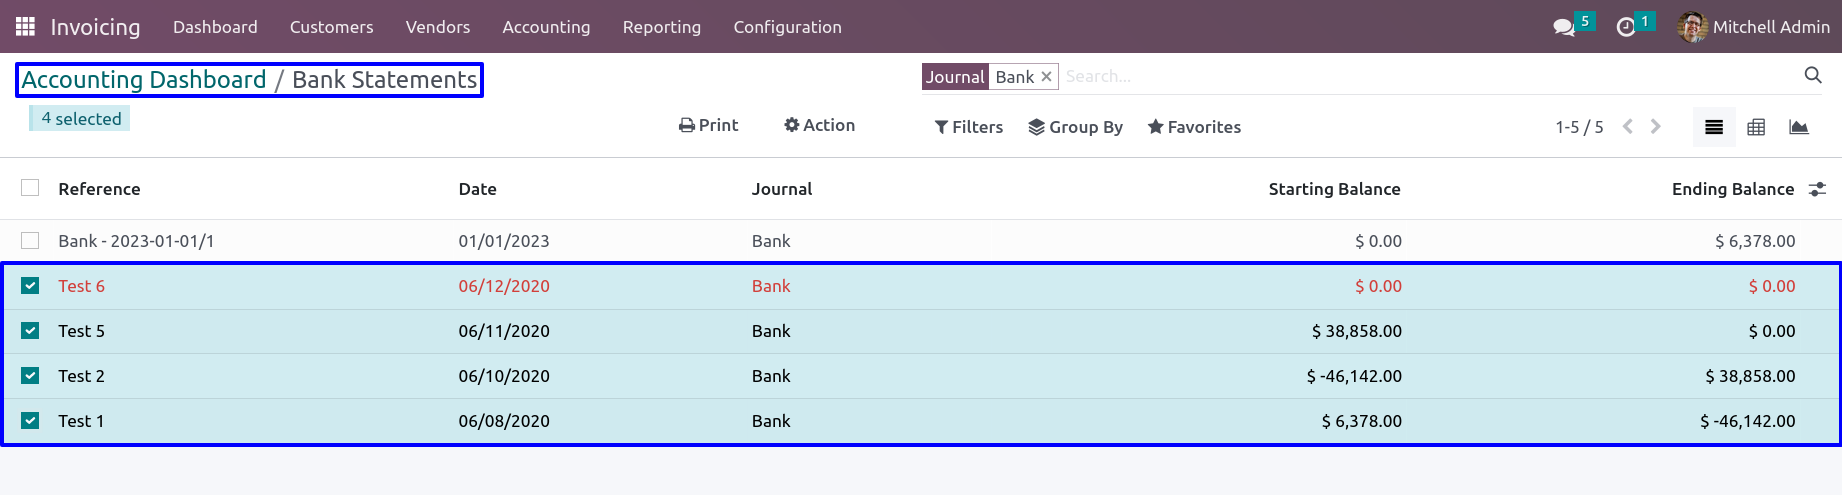 Invoicing Dashboard Customers Vendors Accounting Reporting Configuration 5 1 Mitchell Admin
Accounting Dashboard / Bank Statements Journal Bank × Search...
4 selected Print Action Filters Group By Favorites 1-5 / 5
Reference Date Journal Starting Balance Ending Balance
Bank - 2023-01-01/1 01/01/2023 Bank $ 0.00 $ 6,378.00
Test 6 06/12/2020 Bank $ 0.00 $ 0.00
Test 5 06/11/2020 Bank $ 38,858.00 $ 0.00
Test 2 06/10/2020 Bank $ -46,142.00 $ 38,858.00
Test 1 06/08/2020 Bank $ 6,378.00 $ -46,142.00